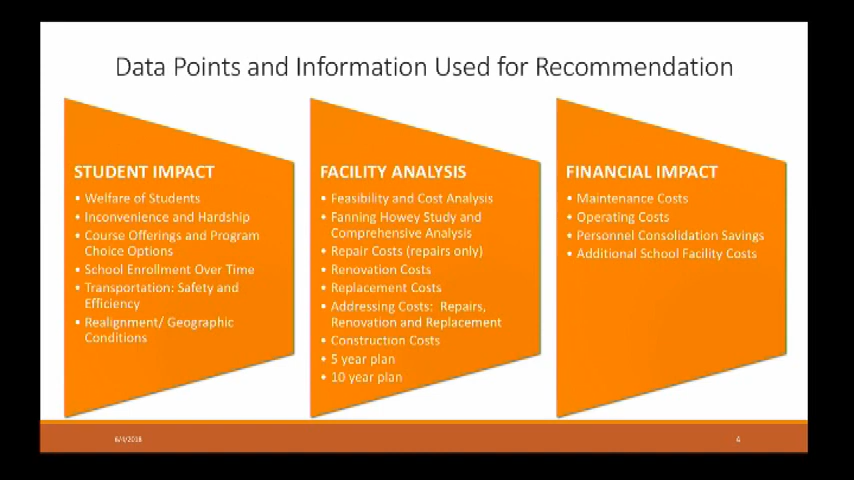 Data Points and Information Used for Recommendation
STUDENT IMPACT
• Welfare of Students
• Inconvenience and Hardship
• Course Offerings and Program
Choice Options
• School Enrollment Over Time
• Transportation: Safety and
Efficiency
• Realignment/ Geographic
Conditions
FACILITY ANALYSIS
• Feasibility and Cost Analysis
• Fanning Howey Study and
Comprehensive Analysis
• Repair Costs (repairs only)
• Renovation Costs
• Replacement Costs
• Addressing Costs: Repairs,
Renovation and Replacement
• Construction Costs
• 5 year plan
• 10 year plan
FINANCIAL IMPACT
• Maintenance Costs
• Operating Costs
• Personnel Consolidation Savings
• Additional School Facility Costs
6/4/2018
4